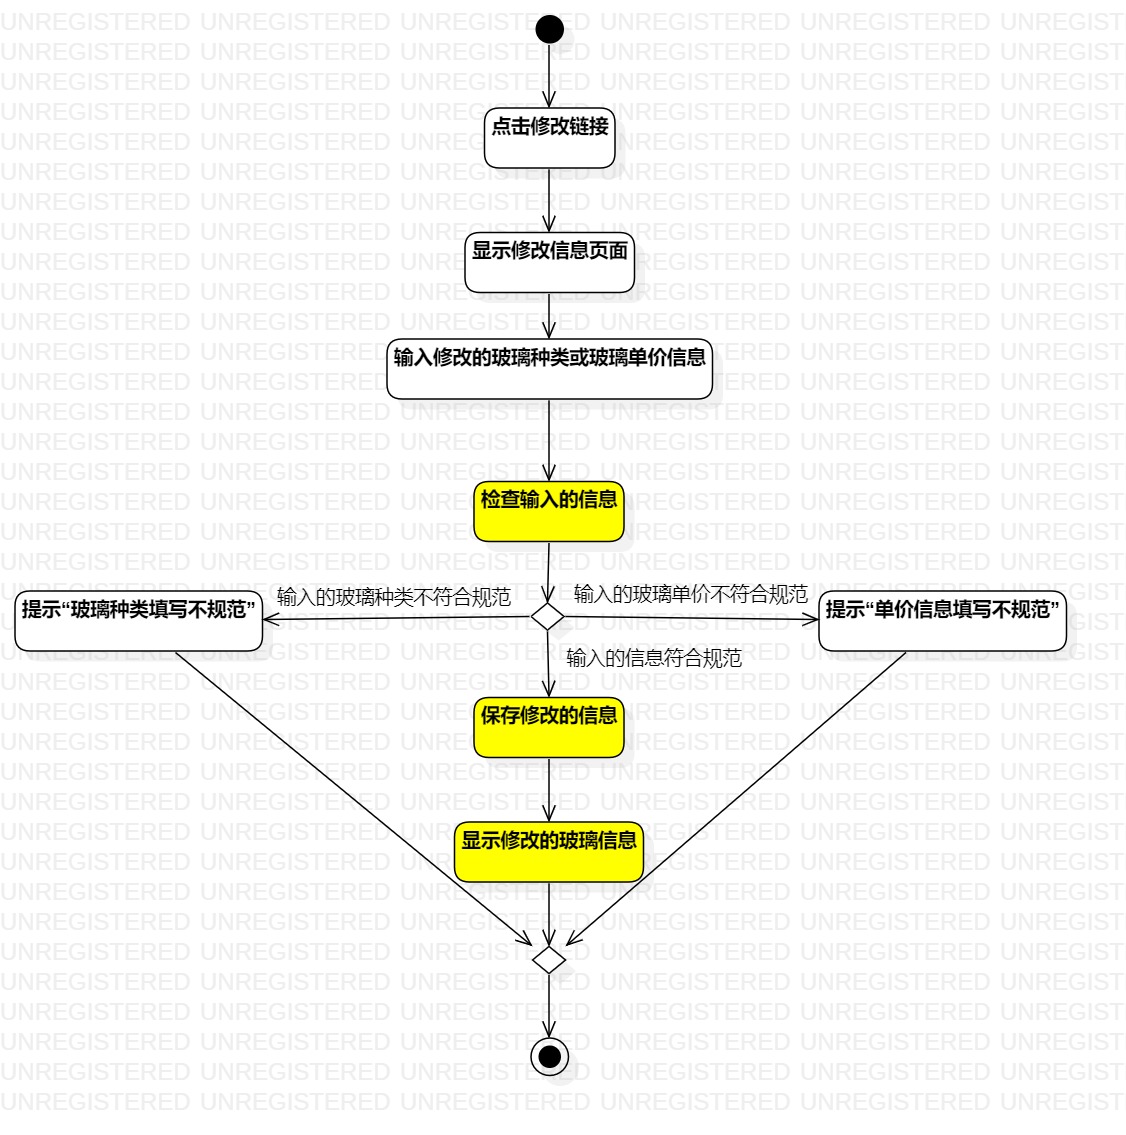 点击修改链接
显示修改信息页面
输入修改的玻璃种类或玻璃单价信息
检查输入的信息
输入的玻璃种类不符合规范
输入的玻璃单价不符合规范
提示“玻璃种类填写不规范”
提示“单价信息填写不规范”
输入的信息符合规范
保存修改的信息
显示修改的玻璃信息
UNREGISTERED